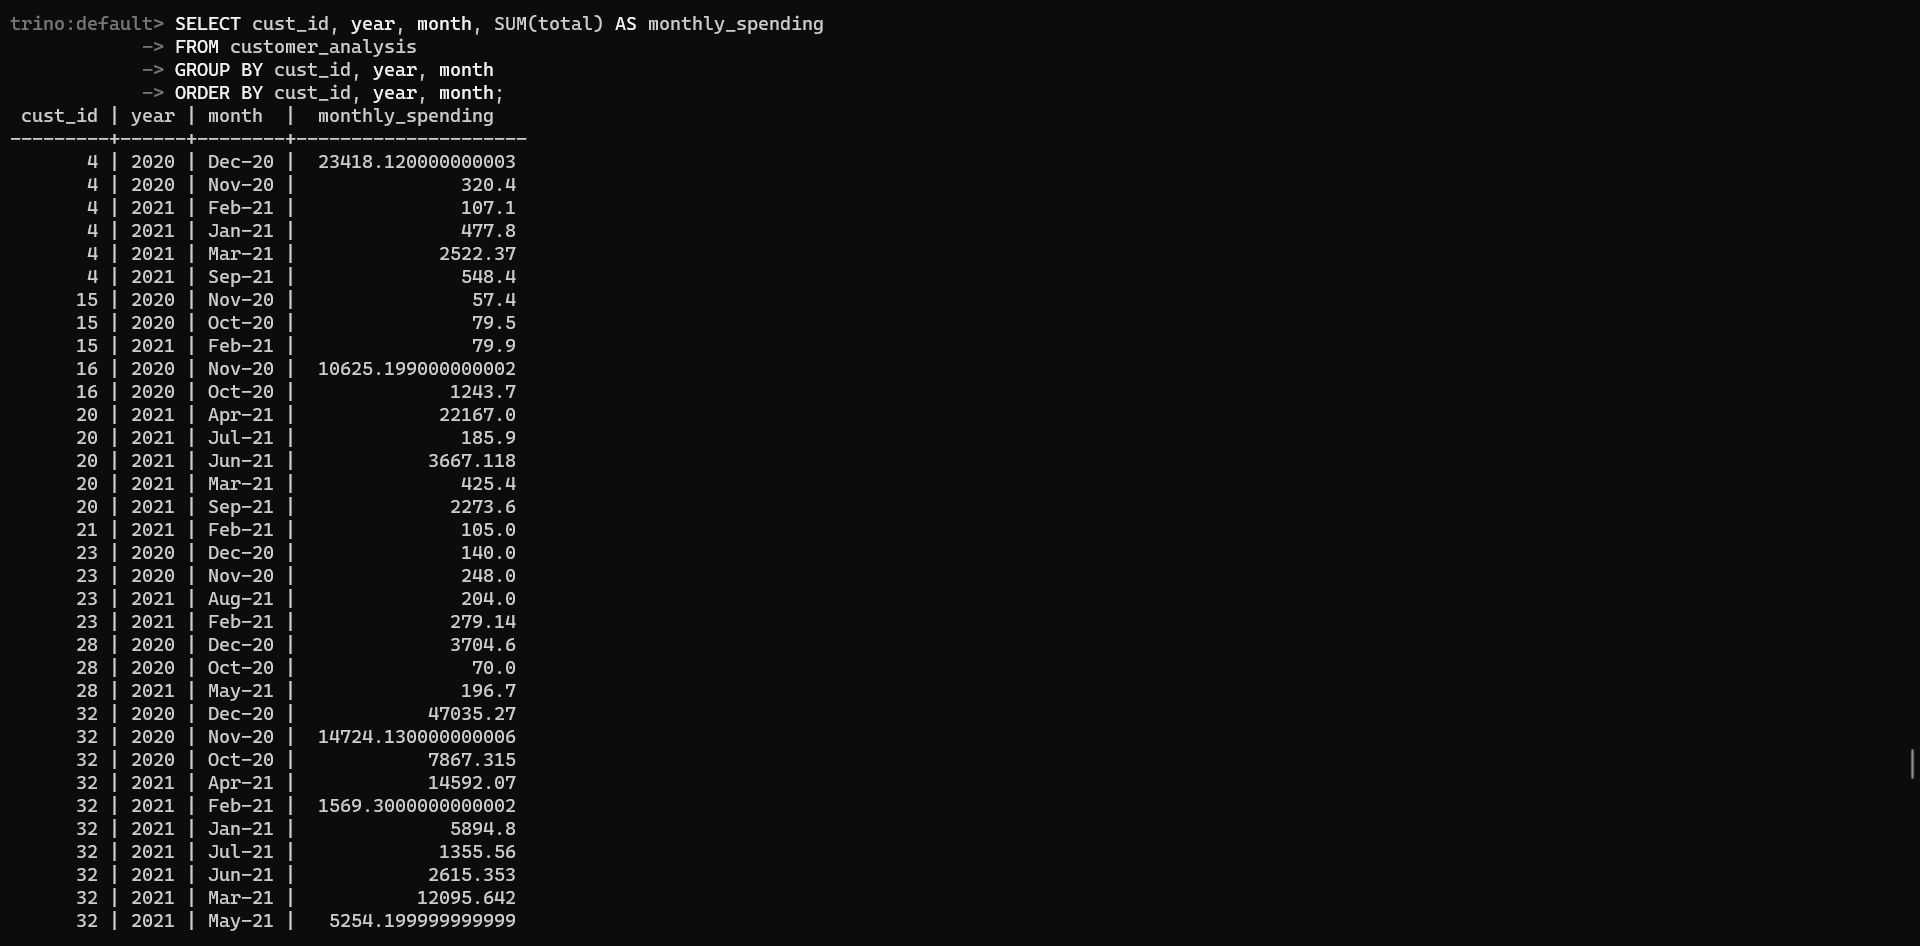 trino:default> SELECT cust_id, year, month, SUM(total) AS monthly_spending
            -> FROM customer_analysis
            -> GROUP BY cust_id, year, month
            -> ORDER BY cust_id, year, month;
 cust_id | year | month  |  monthly_spending
---------+------+--------+---------------------
       4 | 2020 | Dec-20 |  23418.120000000003
       4 | 2020 | Nov-20 |               320.4
       4 | 2021 | Feb-21 |               107.1
       4 | 2021 | Jan-21 |               477.8
       4 | 2021 | Mar-21 |             2522.37
       4 | 2021 | Sep-21 |               548.4
      15 | 2020 | Nov-20 |                57.4
      15 | 2020 | Oct-20 |                79.5
      15 | 2021 | Feb-21 |                79.9
      16 | 2020 | Nov-20 |  10625.199000000002
      16 | 2020 | Oct-20 |              1243.7
      20 | 2021 | Apr-21 |             22167.0
      20 | 2021 | Jul-21 |               185.9
      20 | 2021 | Jun-21 |            3667.118
      20 | 2021 | Mar-21 |               425.4
      20 | 2021 | Sep-21 |              2273.6
      21 | 2021 | Feb-21 |               105.0
      23 | 2020 | Dec-20 |               140.0
      23 | 2020 | Nov-20 |               248.0
      23 | 2021 | Aug-21 |               204.0
      23 | 2021 | Feb-21 |              279.14
      28 | 2020 | Dec-20 |              3704.6
      28 | 2020 | Oct-20 |                70.0
      28 | 2021 | May-21 |               196.7
      32 | 2020 | Dec-20 |            47035.27
      32 | 2020 | Nov-20 |  14724.130000000006
      32 | 2020 | Oct-20 |            7867.315
      32 | 2021 | Apr-21 |            14592.07
      32 | 2021 | Feb-21 |  1569.3000000000002
      32 | 2021 | Jan-21 |              5894.8
      32 | 2021 | Jul-21 |             1355.56
      32 | 2021 | Jun-21 |            2615.353
      32 | 2021 | Mar-21 |           12095.642
      32 | 2021 | May-21 |   5254.199999999999